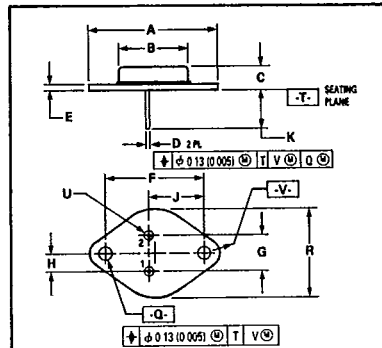 A
B
C
E
-T- SEATING PLANE
K
D 2 PL
⌖ ϕ 0 13 (0 005) Ⓜ T V Ⓜ Q Ⓜ
F
U
J
-V-
2
H
1
G
R
-Q-
⌖ ϕ 0 13 (0 005) Ⓜ T V Ⓜ